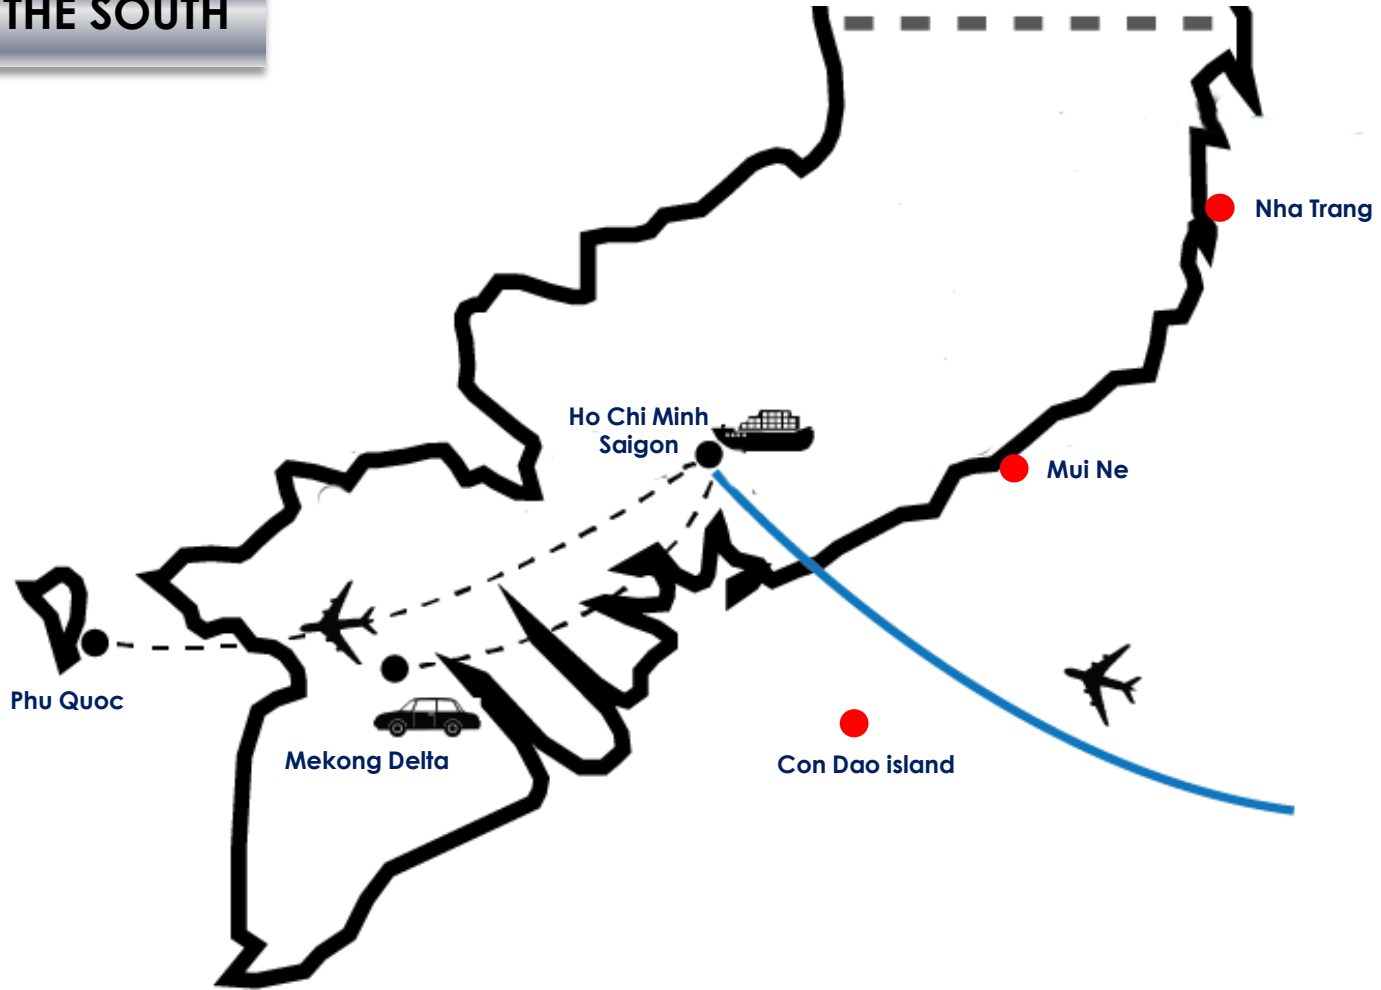 THE SOUTH
Nha Trang
Ho Chi Minh
Saigon
Mui Ne
Phu Quoc
Mekong Delta
Con Dao island